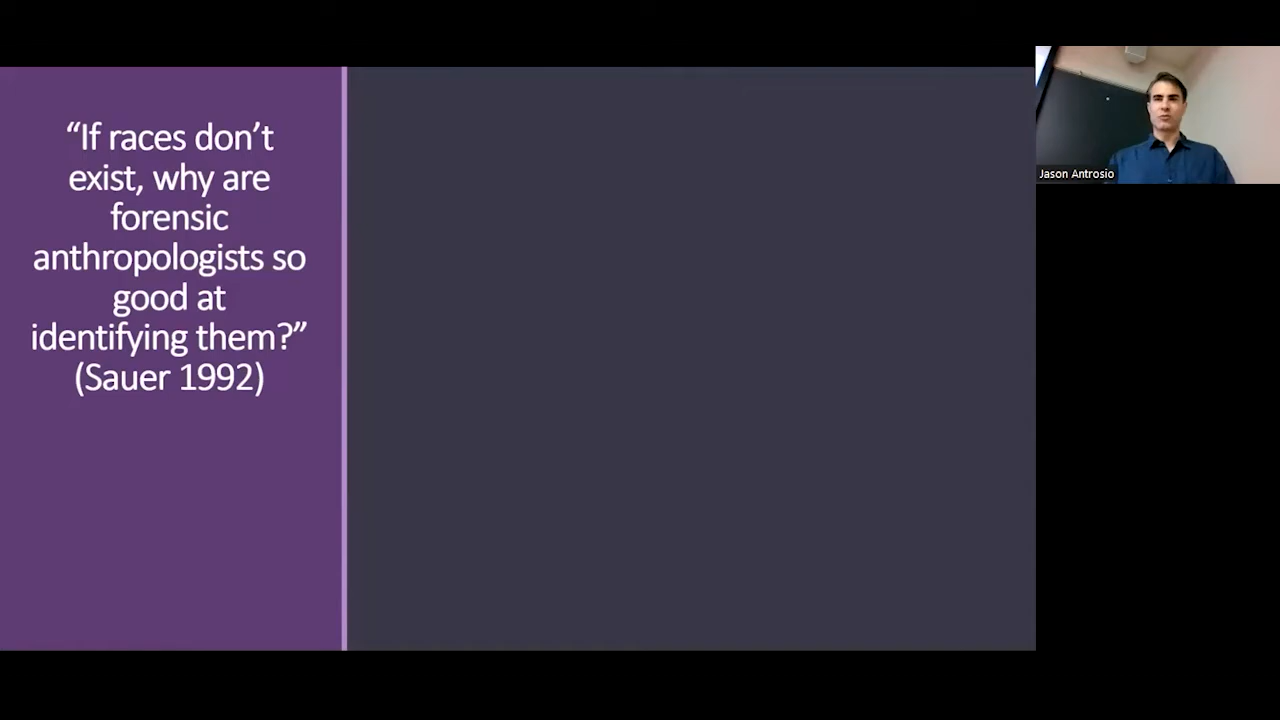 “If races don’t
exist, why are
forensic
anthropologists so
good at
identifying them?”
(Sauer 1992)
Jason Antrosio